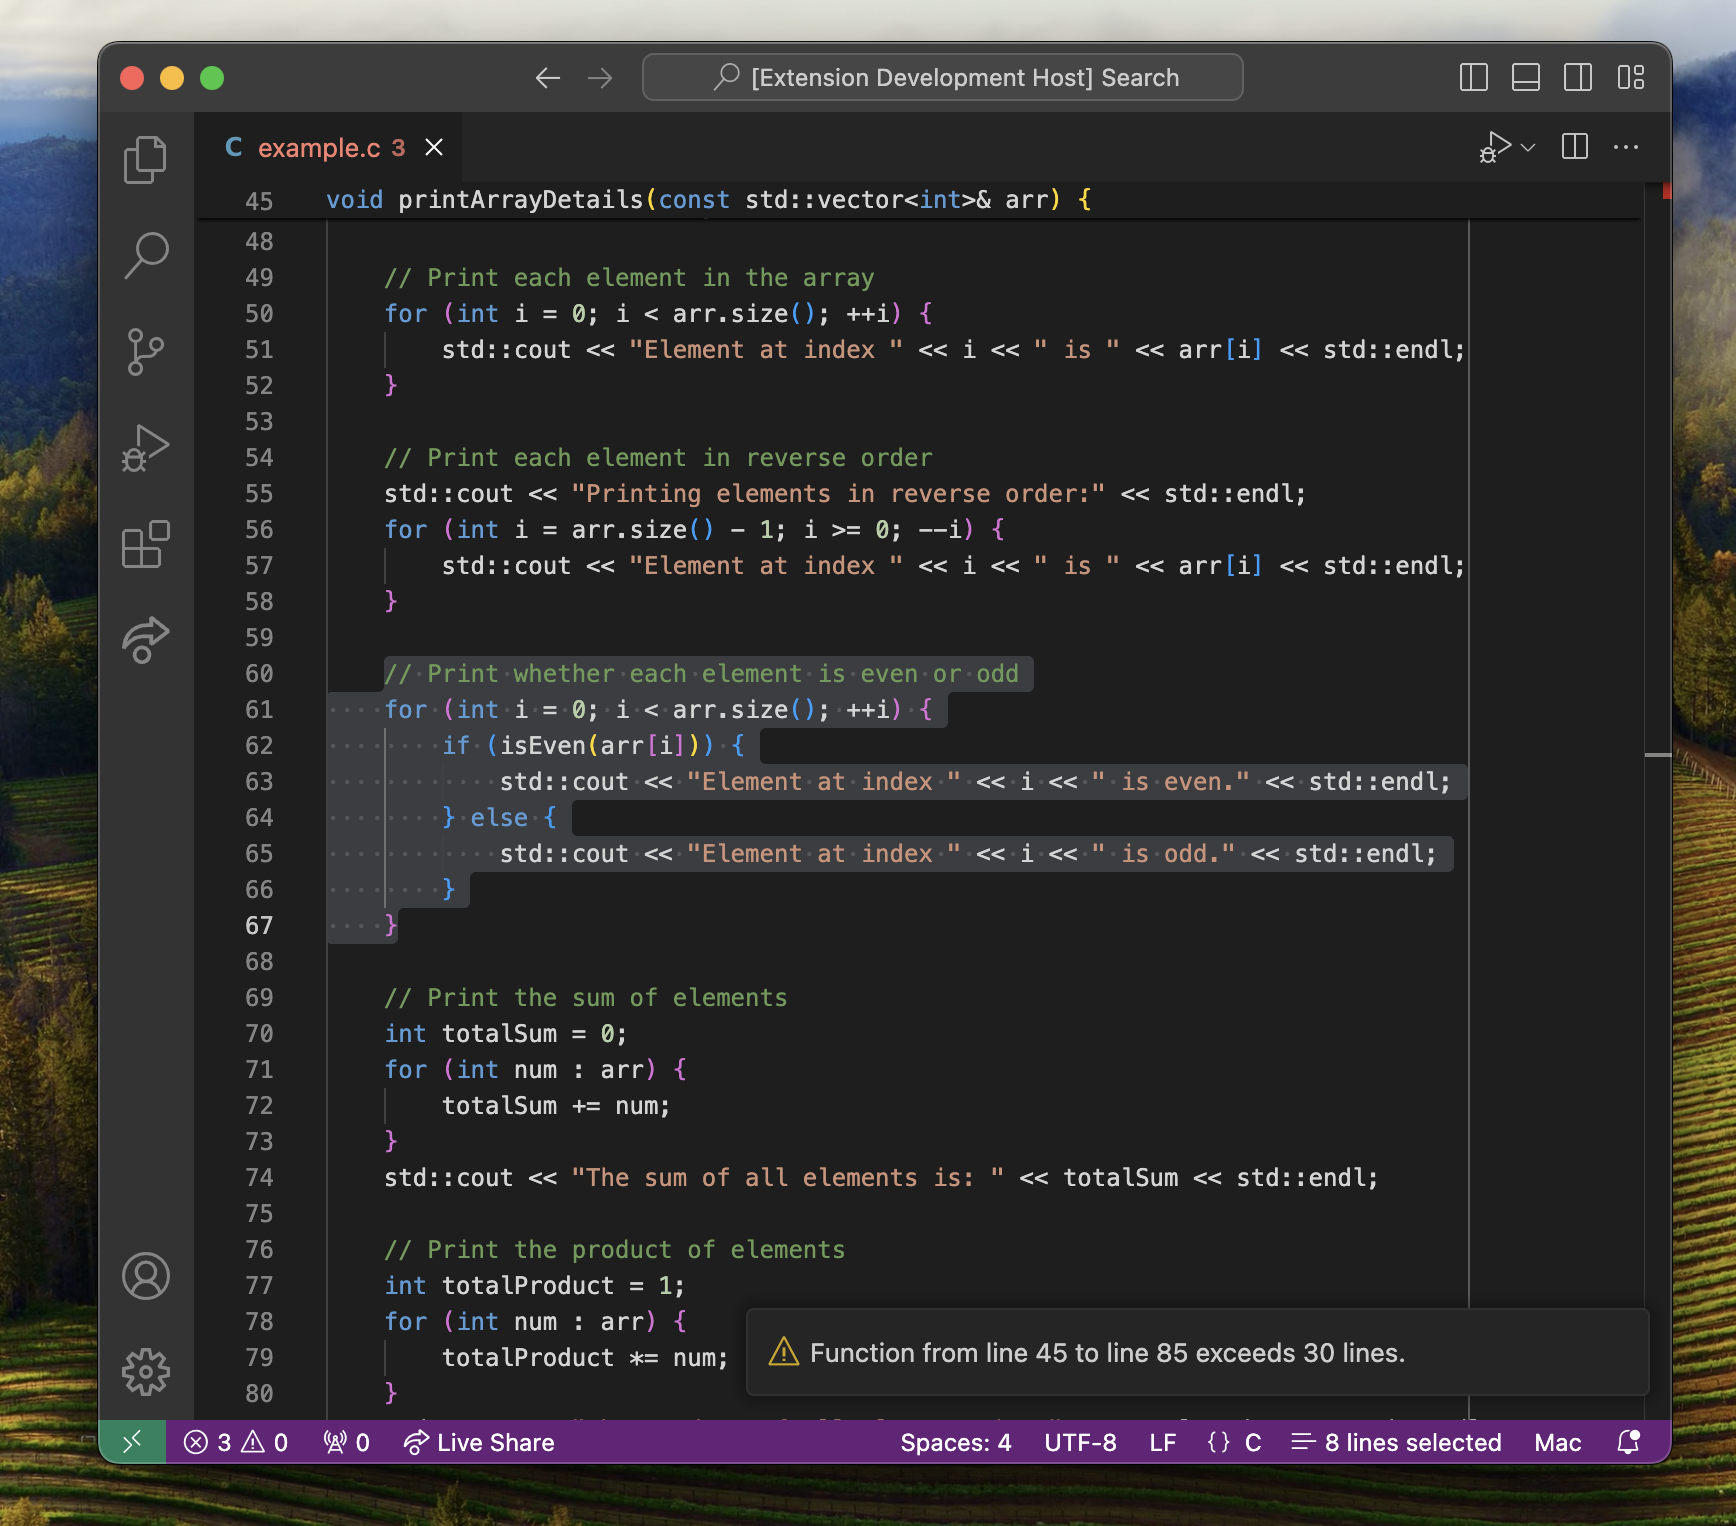 [Extension Development Host] Search
C example.c 3
45 void printArrayDetails(const std::vector<int>& arr) {
48
49 // Print each element in the array
50 for (int i = 0; i < arr.size(); ++i) {
51 std::cout << "Element at index " << i << " is " << arr[i] << std::endl;
52 }
53
54 // Print each element in reverse order
55 std::cout << "Printing elements in reverse order:" << std::endl;
56 for (int i = arr.size() - 1; i >= 0; --i) {
57 std::cout << "Element at index " << i << " is " << arr[i] << std::endl;
58 }
59
60 // Print whether each element is even or odd
61 for (int i = 0; i < arr.size(); ++i) {
62 if (isEven(arr[i])) {
63 std::cout << "Element at index " << i << " is even." << std::endl;
64 } else {
65 std::cout << "Element at index " << i << " is odd." << std::endl;
66 }
67 }
68
69 // Print the sum of elements
70 int totalSum = 0;
71 for (int num : arr) {
72 totalSum += num;
73 }
74 std::cout << "The sum of all elements is: " << totalSum << std::endl;
75
76 // Print the product of elements
77 int totalProduct = 1;
78 for (int num : arr) {
79 totalProduct *= num;
80 }
Function from line 45 to line 85 exceeds 30 lines.
3 0 0 Live Share Spaces: 4 UTF-8 LF {} C 8 lines selected Mac